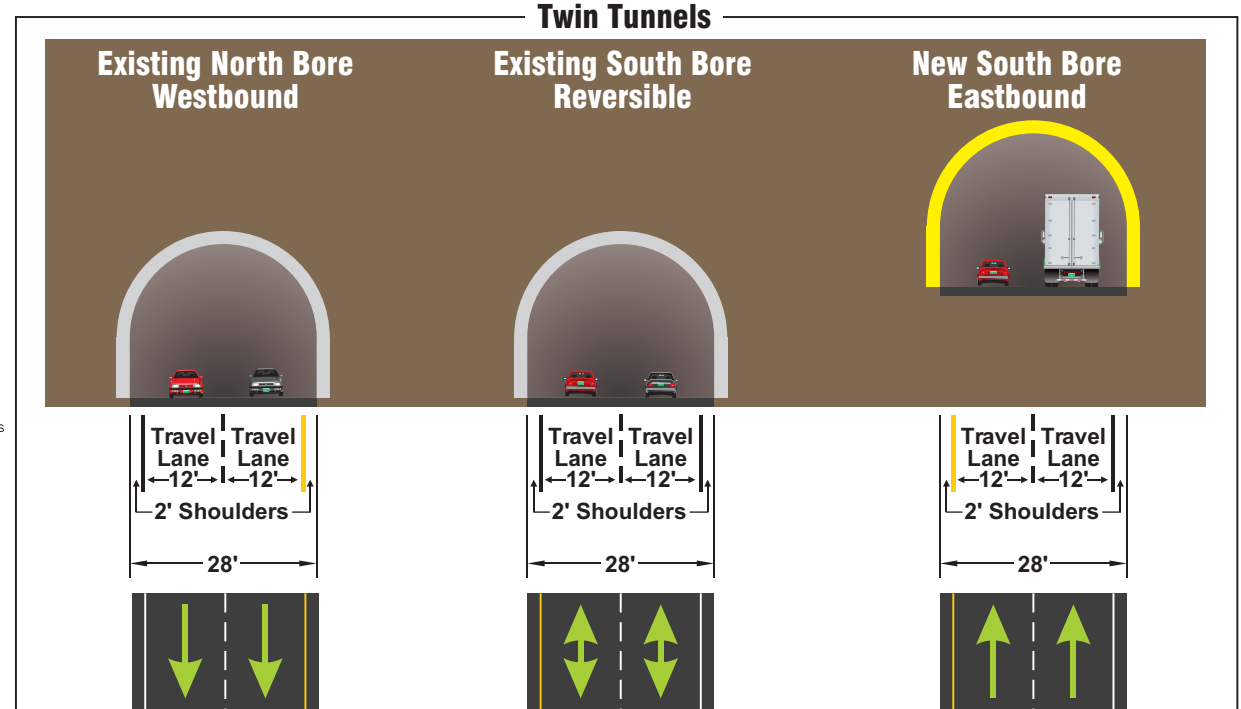 Twin Tunnels
Existing North Bore
Westbound
Existing South Bore
Reversible
New South Bore
Eastbound
s
Travel Travel
Lane Lane
12' 12'
2' Shoulders
28'
Travel Travel
Lane Lane
12' 12'
2' Shoulders
28'
Travel Travel
Lane Lane
12' 12'
2' Shoulders
28'